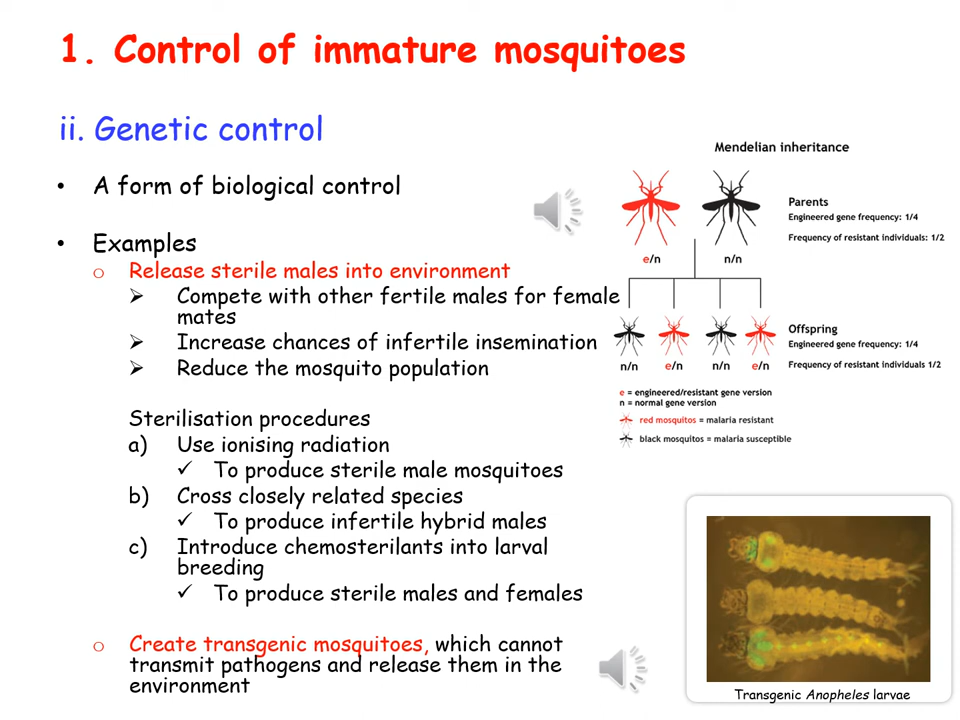 1. Control of immature mosquitoes
ii. Genetic control
• A form of biological control
• Examples
o Release sterile males into environment
➢ Compete with other fertile males for female
mates
➢ Increase chances of infertile insemination
➢ Reduce the mosquito population
Sterilisation procedures
a) Use ionising radiation
✓ To produce sterile male mosquitoes
b) Cross closely related species
✓ To produce infertile hybrid males
c) Introduce chemosterilants into larval
breeding
✓ To produce sterile males and females
o Create transgenic mosquitoes, which cannot
transmit pathogens and release them in the
environment
Mendelian inheritance
Parents
Engineered gene frequency: 1/4
Frequency of resistant individuals: 1/2
e/n n/n
Offspring
Engineered gene frequency: 1/4
Frequency of resistant individuals 1/2
n/n e/n n/n e/n
e = engineered/resistant gene version
n = normal gene version
red mosquitos = malaria resistant
black mosquitos = malaria susceptible
Transgenic Anopheles larvae